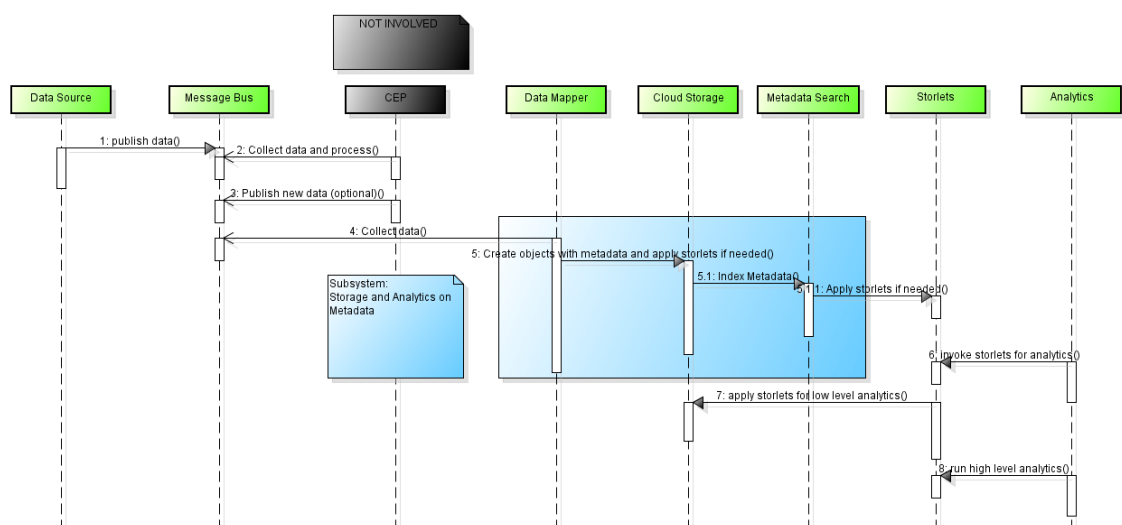 NOT INVOLVED
Data Source
Message Bus
CEP
Data Mapper
Cloud Storage
Metadata Search
Storlets
Analytics
1: publish data()
2: Collect data and process()
3: Publish new data (optional)()
4: Collect data()
5: Create objects with metadata and apply storlets if needed()
5.1: Index Metadata()
5.1.1: Apply storlets if needed()
Subsystem:
Storage and Analytics on
Metadata
6: invoke storlets for analytics()
7: apply storlets for low level analytics()
8: run high level analytics()